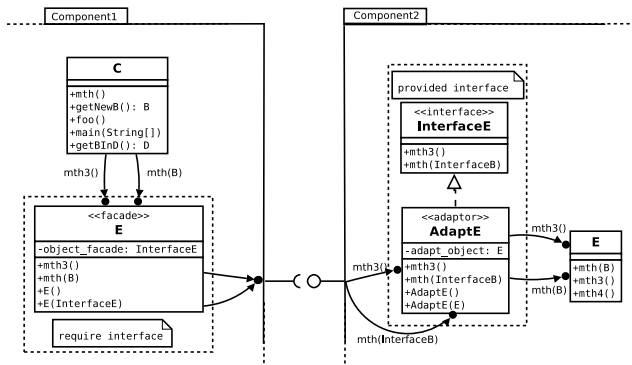 Component1
Component2
C
+mth()
+getNewB(): B
+foo()
+main(String[])
+getBInD(): D
mth3()
mth(B)
<<facade>>
E
-object_facade: InterfaceE
+mth3()
+mth(B)
+E()
+E(InterfaceE)
require interface
provided interface
<<interface>>
InterfaceE
+mth3()
+mth(InterfaceB)
<<adaptor>>
AdaptE
-adapt_object: E
+mth3()
+mth(InterfaceB)
+AdaptE()
+AdaptE(E)
mth3()
mth(InterfaceB)
mth3()
mth(B)
E
+mth(B)
+mth3()
+mth4()